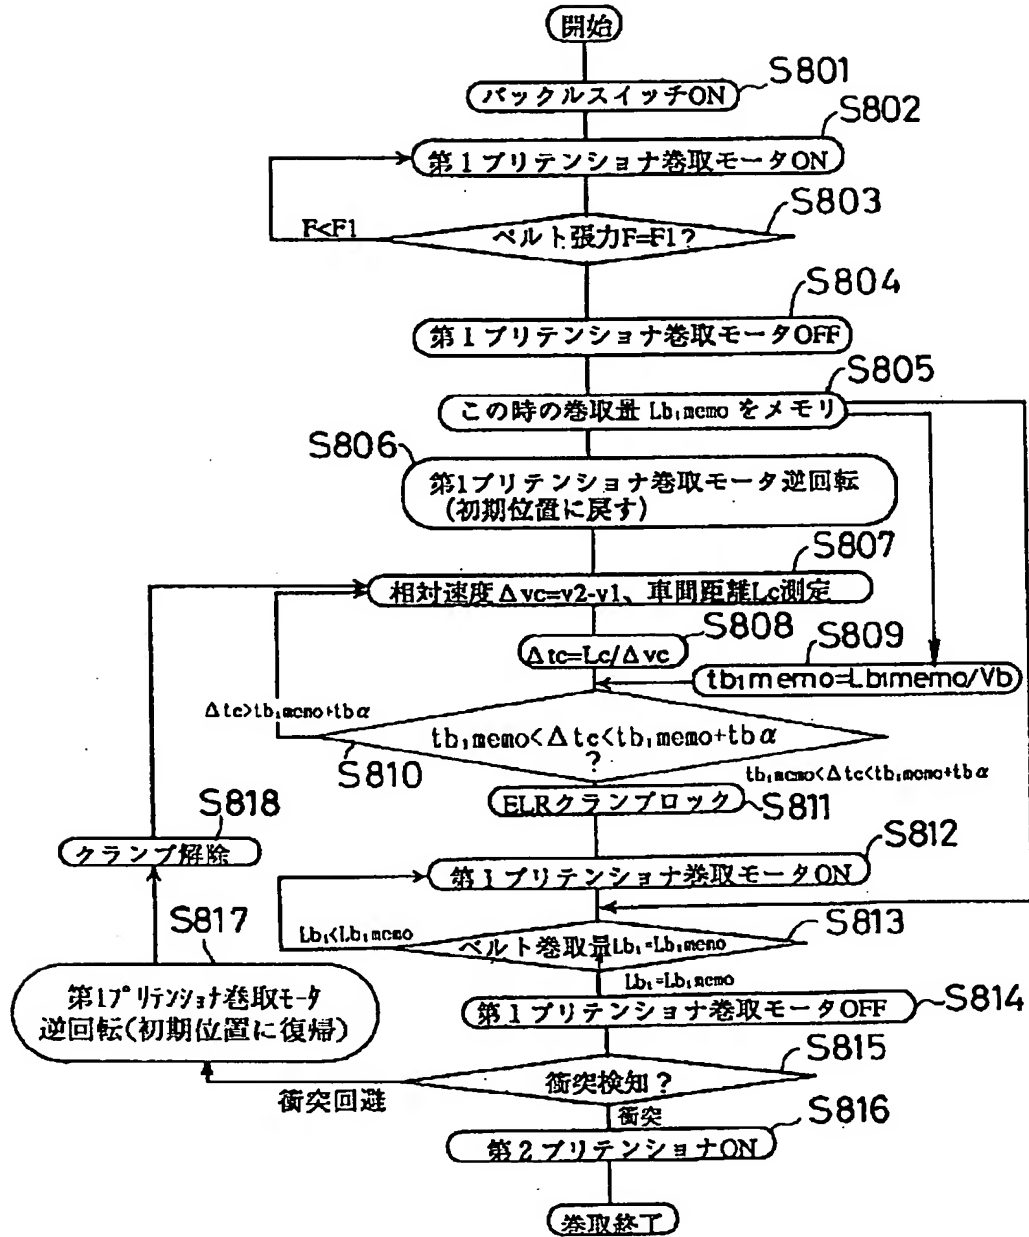 開始
S801
バックルスイッチON
S802
第1プリテンショナ巻取モータON
S803
F<F1
ベルト張力F=F1?
S804
第1プリテンショナ巻取モータOFF
S805
この時の巻取量 Lb₁memo をメモリ
S806
第1プリテンショナ巻取モータ逆回転
(初期位置に戻す)
S807
相対速度Δvc=v2-v1、車間距離Lc測定
S808
Δtc=Lc/Δvc
S809
tb₁memo=Lb₁memo/Vb
Δtc>tb₁memo+tbα
tb₁memo<Δtc<tb₁memo+tbα
?
S810
tb₁memo<Δtc<tb₁memo+tbα
ELRクランプロック
S811
S818
クランプ解除
S812
第1プリテンショナ巻取モータON
S817
Lb₁<Lb₁memo
S813
ベルト巻取量Lb₁=Lb₁memo
Lb₁=Lb₁memo
第1プリテンショナ巻取モータ
逆回転(初期位置に復帰)
第1プリテンショナ巻取モータOFF
S814
S815
衝突検知?
衝突回避
衝突
S816
第2プリテンショナON
巻取終了